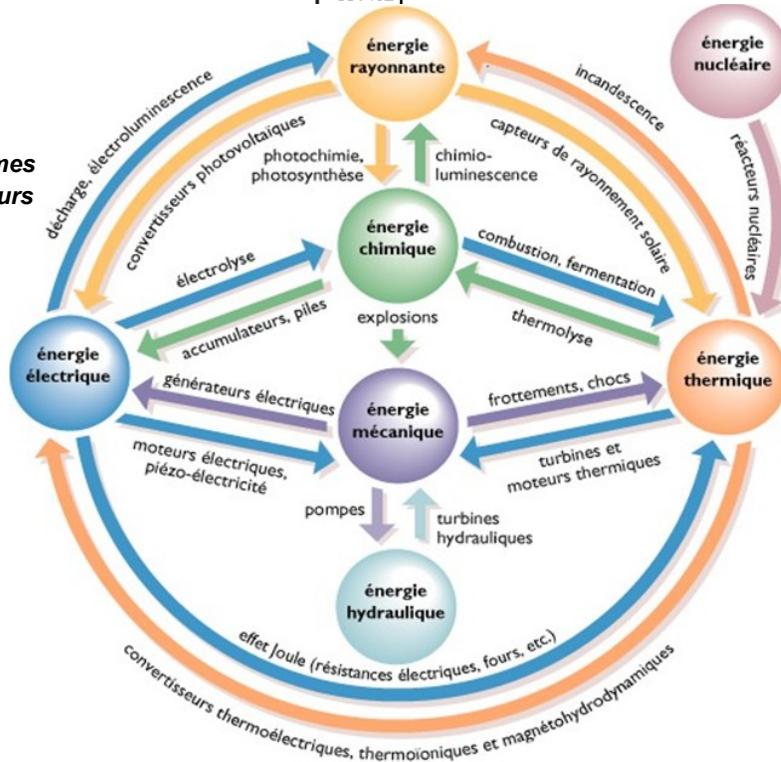 énergie
rayonnante
énergie
nucléaire
décharge, électroluminescence
convertisseurs photovoltaïques
photochimie,
photosynthèse
chimio-
luminescence
capteurs de rayonnement solaire
incandescence
réacteurs nucléaires
énergie
chimique
électrolyse
accumulateurs, piles
combustion, fermentation
thermolyse
explosions
énergie
électrique
énergie
thermique
générateurs électriques
énergie
mécanique
frottements, chocs
moteurs électriques,
piézo-électricité
turbines et
moteurs thermiques
pompes
turbines
hydrauliques
énergie
hydraulique
effet Joule (résistances électriques, fours, etc.)
convertisseurs thermoélectriques, thermoïoniques et magnétohydrodynamiques